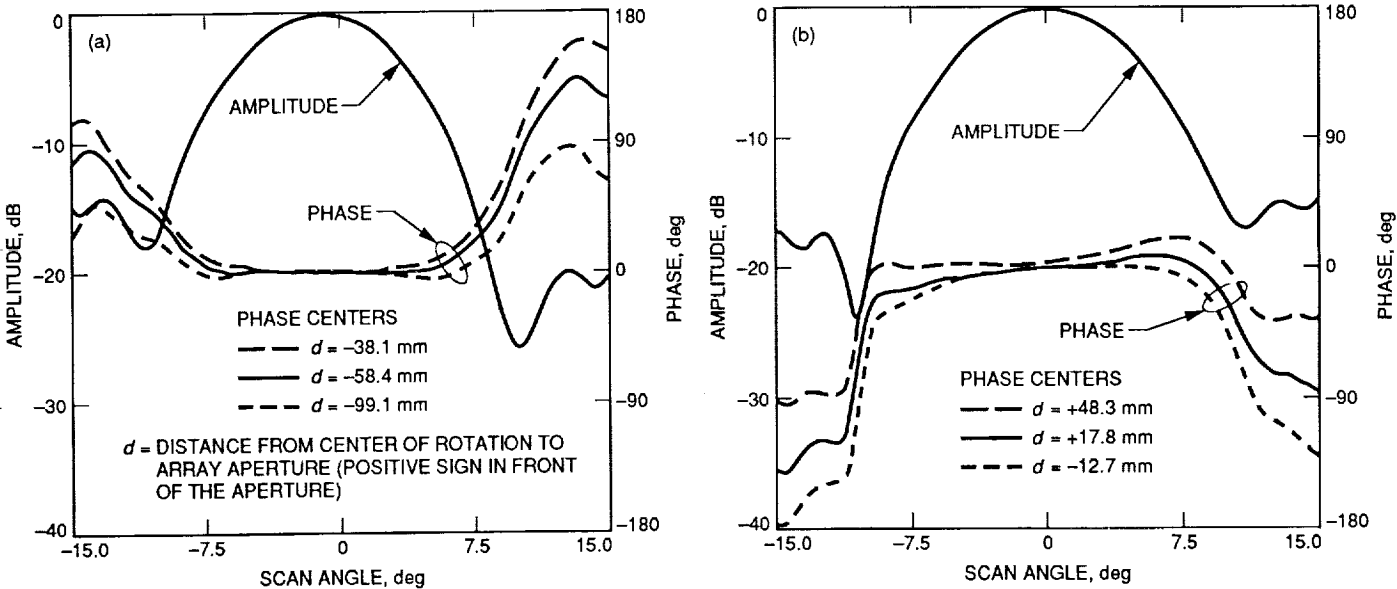 (a)
0
−10
−20
−30
−40
AMPLITUDE, dB
180
90
0
−90
−180
PHASE, deg
AMPLITUDE
PHASE
PHASE CENTERS
d = −38.1 mm
d = −58.4 mm
d = −99.1 mm
d = DISTANCE FROM CENTER OF ROTATION TO
ARRAY APERTURE (POSITIVE SIGN IN FRONT
OF THE APERTURE)
−15.0 −7.5 0 7.5 15.0
SCAN ANGLE, deg
(b)
0
−10
−20
−30
−40
AMPLITUDE, dB
180
90
0
−90
−180
PHASE, deg
AMPLITUDE
PHASE
PHASE CENTERS
d = +48.3 mm
d = +17.8 mm
d = −12.7 mm
−15.0 −7.5 0 7.5 15.0
SCAN ANGLE, deg